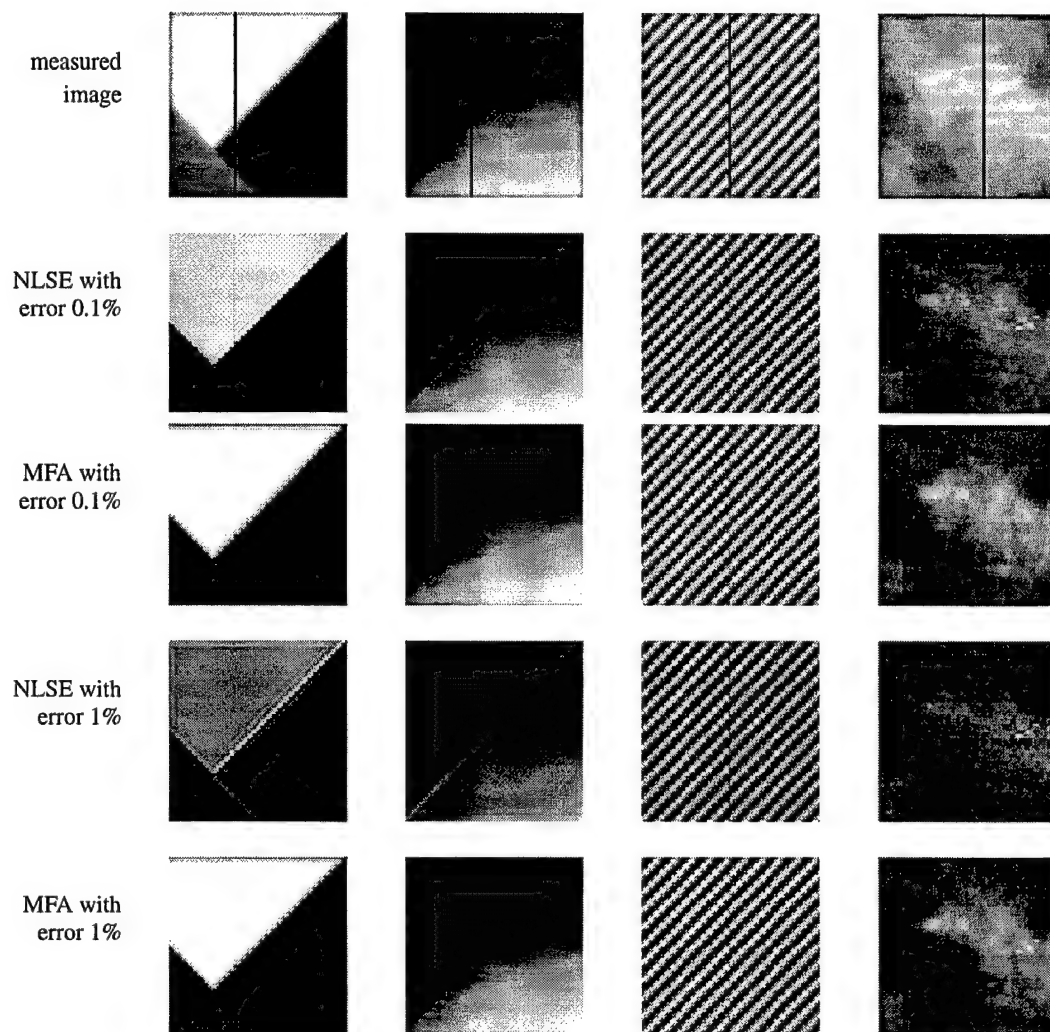 measured
image
NLSE with
error 0.1%
MFA with
error 0.1%
NLSE with
error 1%
MFA with
error 1%